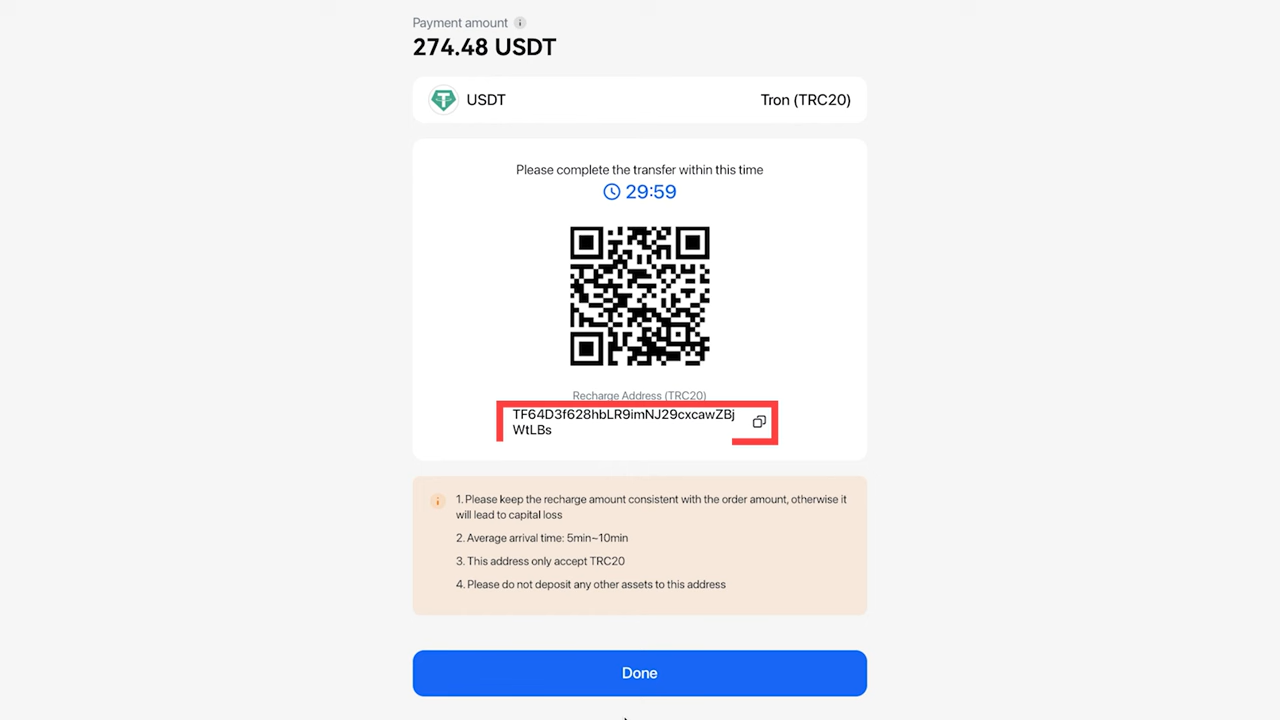 Payment amount
274.48 USDT
USDT
Tron (TRC20)
Please complete the transfer within this time
29:59
Recharge Address (TRC20)
TF64D3f628hbLR9imNJ29cxcawZBj
WtLBs
1. Please keep the recharge amount consistent with the order amount, otherwise it
will lead to capital loss
2. Average arrival time: 5min~10min
3. This address only accept TRC20
4. Please do not deposit any other assets to this address
Done